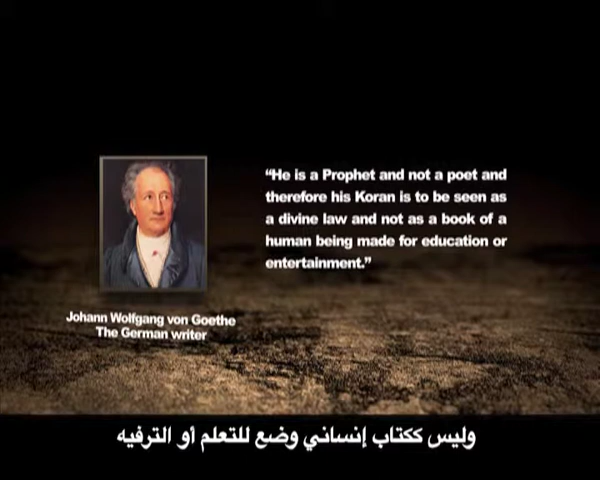 “He is a Prophet and not a poet and
therefore his Koran is to be seen as
a divine law and not as a book of a
human being made for education or
entertainment.”
Johann Wolfgang von Goethe
The German writer
وليس ككتاب إنساني وضع للتعلم أو الترفيه